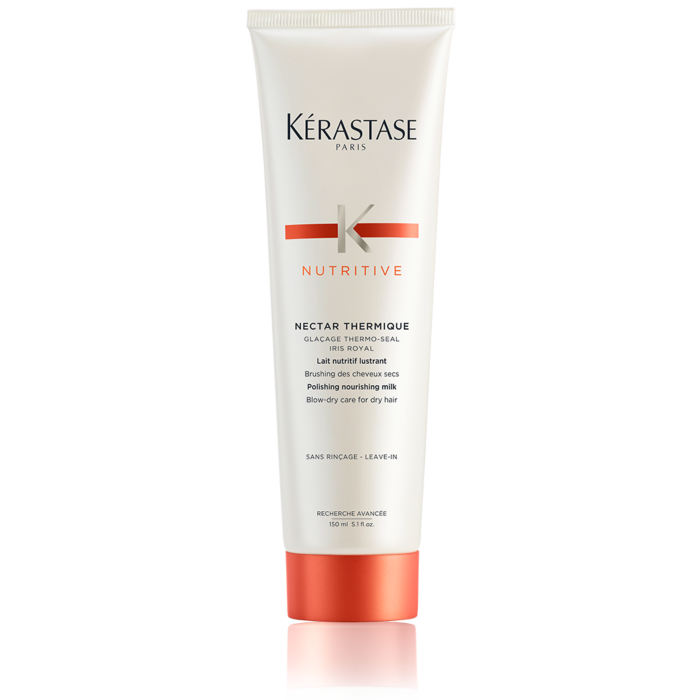 KÉRASTASE
PARIS
K
NUTRITIVE
NECTAR THERMIQUE
GLAÇAGE THERMO-SEAL
IRIS ROYAL
Lait nutritif lustrant
Brushing des cheveux secs
Polishing nourishing milk
Blow-dry care for dry hair
SANS RINÇAGE - LEAVE-IN
RECHERCHE AVANCÉE
150 ml 5.1 fl.oz.